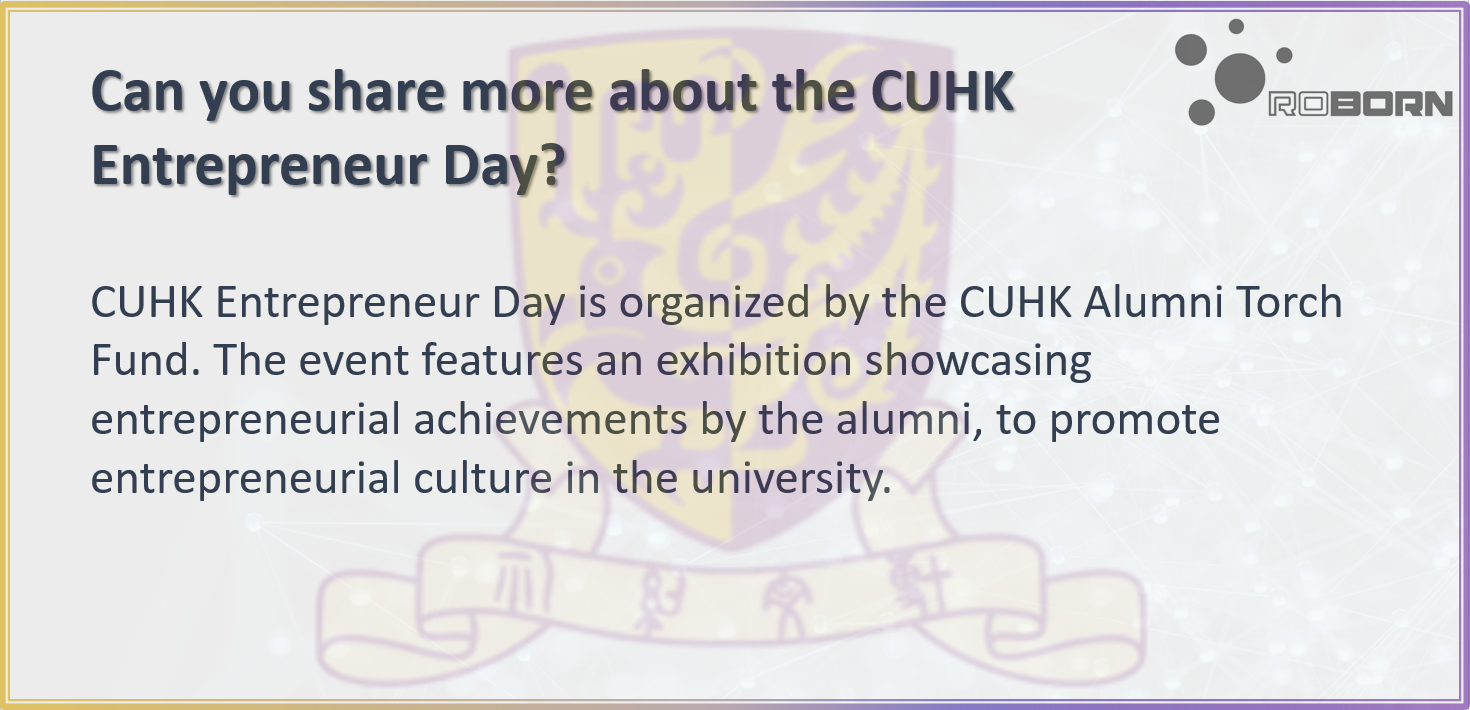 Can you share more about the CUHK
Entrepreneur Day?
ROBORN
CUHK Entrepreneur Day is organized by the CUHK Alumni Torch
Fund. The event features an exhibition showcasing
entrepreneurial achievements by the alumni, to promote
entrepreneurial culture in the university.